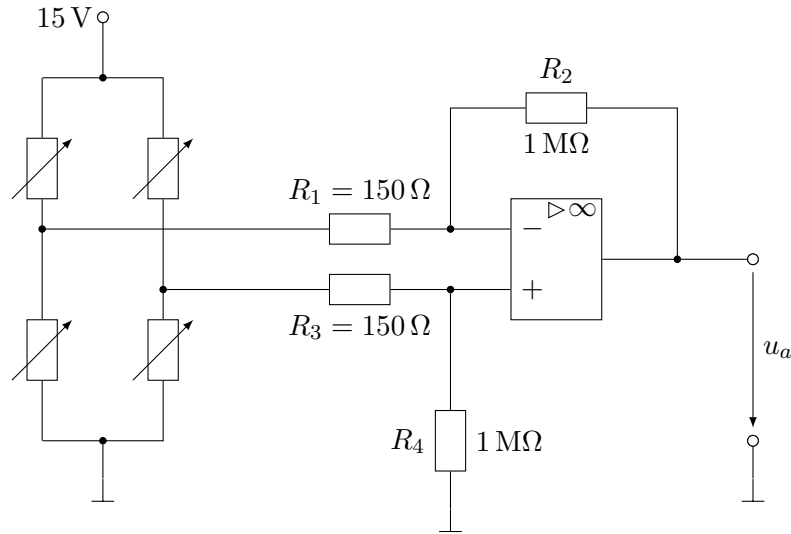 15 V
R₂
1 MΩ
R₁ = 150 Ω
▷ ∞
−
+
R₃ = 150 Ω
uₐ
R₄
1 MΩ